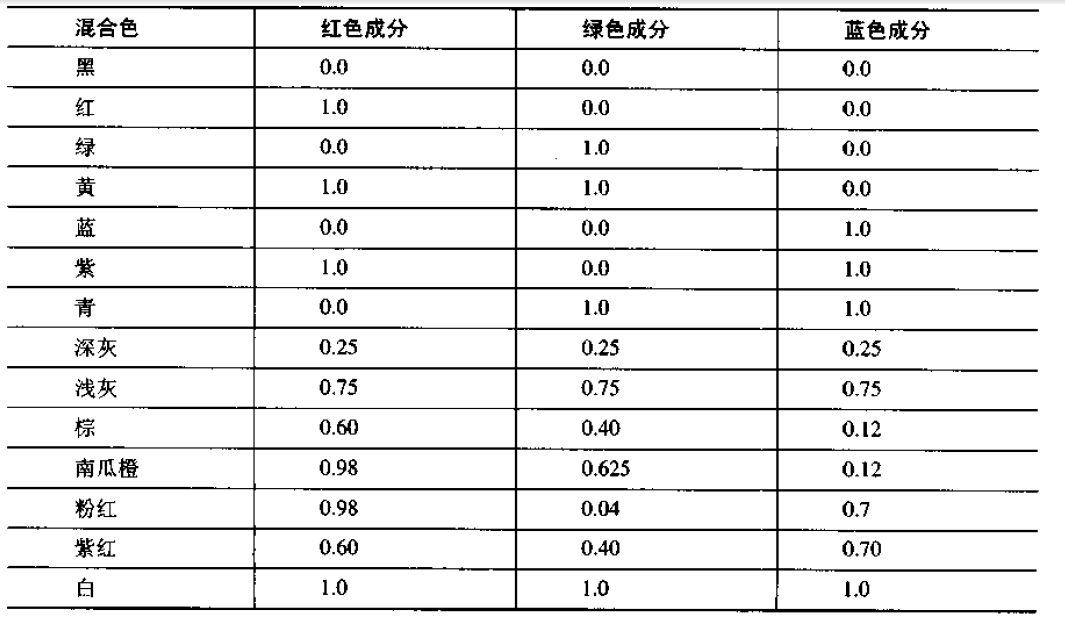 混合色 红色成分 绿色成分 蓝色成分
黑 0.0 0.0 0.0
红 1.0 0.0 0.0
绿 0.0 1.0 0.0
黄 1.0 1.0 0.0
蓝 0.0 0.0 1.0
紫 1.0 0.0 1.0
青 0.0 1.0 1.0
深灰 0.25 0.25 0.25
浅灰 0.75 0.75 0.75
棕 0.60 0.40 0.12
南瓜橙 0.98 0.625 0.12
粉红 0.98 0.04 0.7
紫红 0.60 0.40 0.70
白 1.0 1.0 1.0